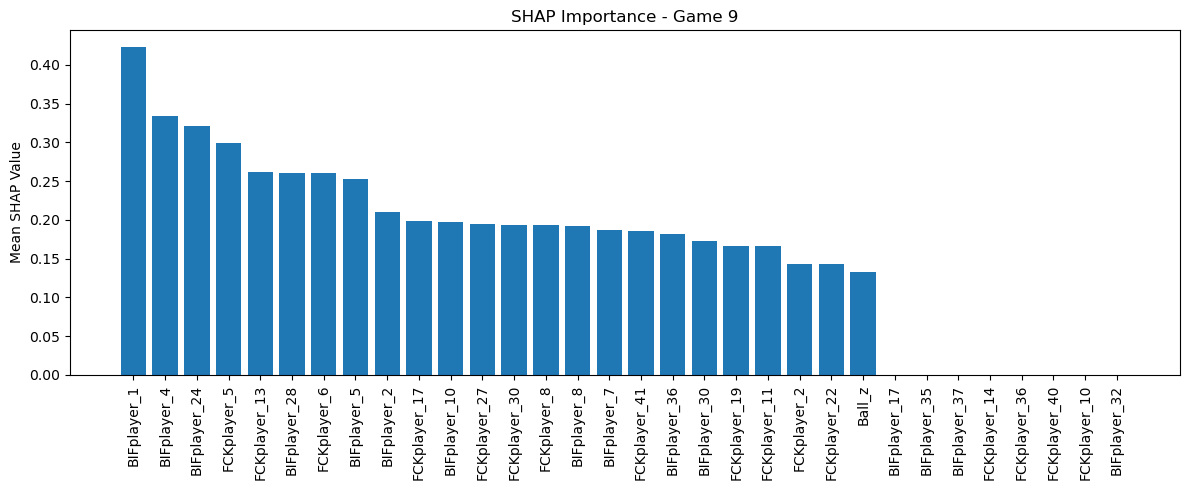 SHAP Importance - Game 9
Mean SHAP Value
0.40
0.35
0.30
0.25
0.20
0.15
0.10
0.05
0.00
BIFplayer_1
BIFplayer_4
BIFplayer_24
FCKplayer_5
FCKplayer_13
BIFplayer_28
FCKplayer_6
BIFplayer_5
BIFplayer_2
FCKplayer_17
BIFplayer_10
FCKplayer_27
FCKplayer_30
FCKplayer_8
BIFplayer_8
BIFplayer_7
FCKplayer_41
BIFplayer_36
BIFplayer_30
FCKplayer_19
FCKplayer_11
FCKplayer_2
FCKplayer_22
Ball_z
BIFplayer_17
BIFplayer_35
BIFplayer_37
FCKplayer_14
FCKplayer_36
FCKplayer_40
FCKplayer_10
BIFplayer_32